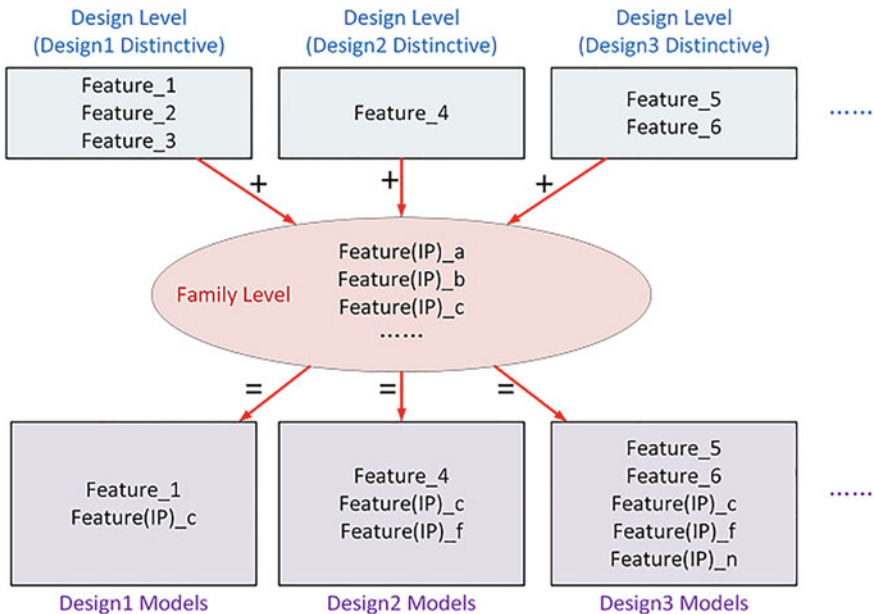 Design Level
(Design1 Distinctive)
Design Level
(Design2 Distinctive)
Design Level
(Design3 Distinctive)
Feature_1
Feature_2
Feature_3
Feature_4
Feature_5
Feature_6
......
+
+
+
Family Level
Feature(IP)_a
Feature(IP)_b
Feature(IP)_c
......
=
=
=
Feature_1
Feature(IP)_c
Feature_4
Feature(IP)_c
Feature(IP)_f
Feature_5
Feature_6
Feature(IP)_c
Feature(IP)_f
Feature(IP)_n
......
Design1 Models
Design2 Models
Design3 Models